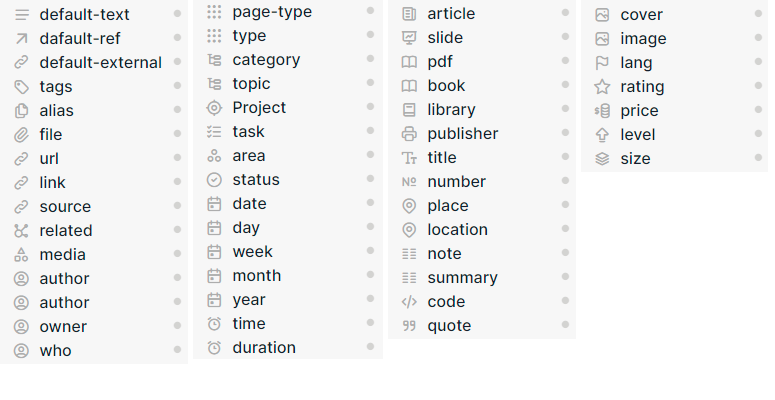 default-text
dafault-ref
default-external
tags
alias
file
url
link
source
related
media
author
author
owner
who
page-type
type
category
topic
Project
task
area
status
date
day
week
month
year
time
duration
article
slide
pdf
book
library
publisher
title
number
place
location
note
summary
code
quote
cover
image
lang
rating
price
level
size